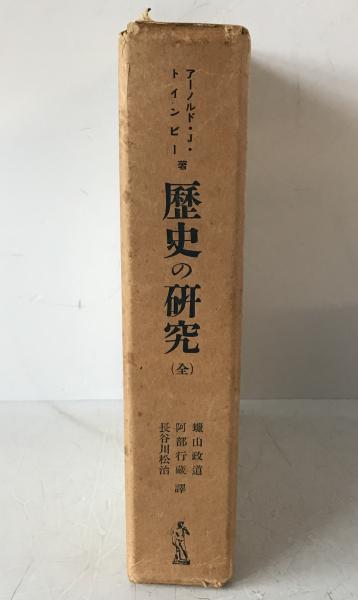 アーノルド・J・
トインビー 著
歴史の研究
(全)
蠟山政道
阿部行蔵 譯
長谷川松治